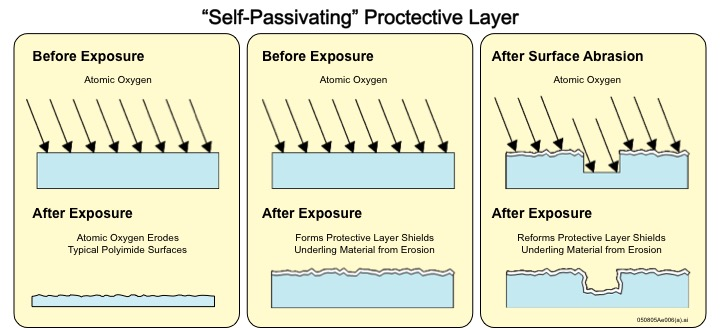 “Self-Passivating” Proctective Layer
Before Exposure
Atomic Oxygen
After Exposure
Atomic Oxygen Erodes
Typical Polyimide Surfaces
Before Exposure
Atomic Oxygen
After Exposure
Forms Protective Layer Shields
Underling Material from Erosion
After Surface Abrasion
Atomic Oxygen
After Exposure
Reforms Protective Layer Shields
Underling Material from Erosion
050805Ae006(a).ai